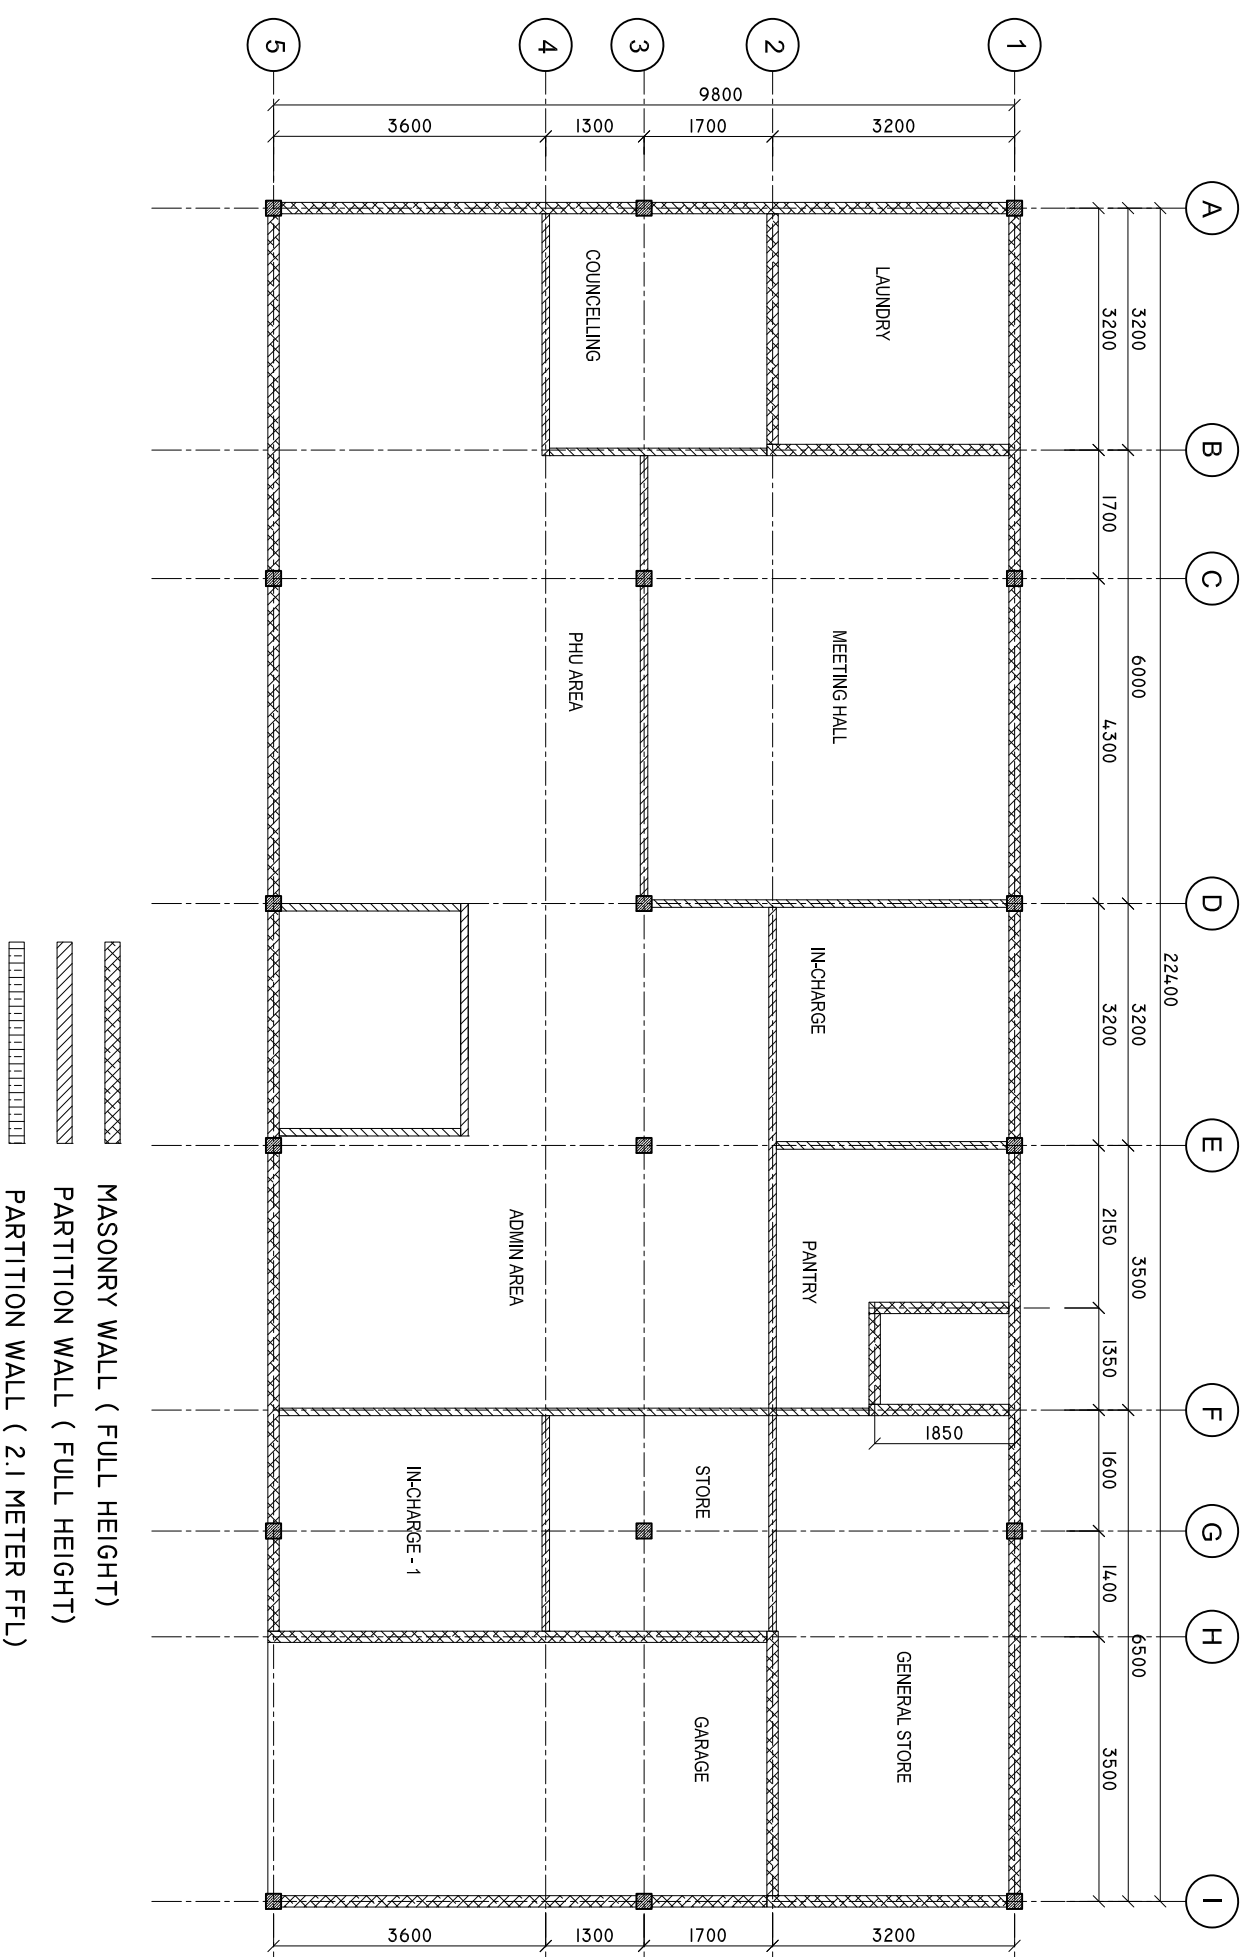 A
B
C
D
E
F
G
H
I
22400
3200
6000
3200
3500
6500
3200
1700
4300
3200
2150
1350
1600
1400
3500
1
2
3
4
5
9800
3200
1700
1300
3600
3200
1700
1300
3600
1850
LAUNDRY
COUNCELLING
MEETING HALL
PHU AREA
IN-CHARGE
PANTRY
ADMIN AREA
STORE
IN-CHARGE - 1
GENERAL STORE
GARAGE
MASONRY WALL ( FULL HEIGHT)
PARTITION WALL ( FULL HEIGHT)
PARTITION WALL ( 2.1 METER FFL)